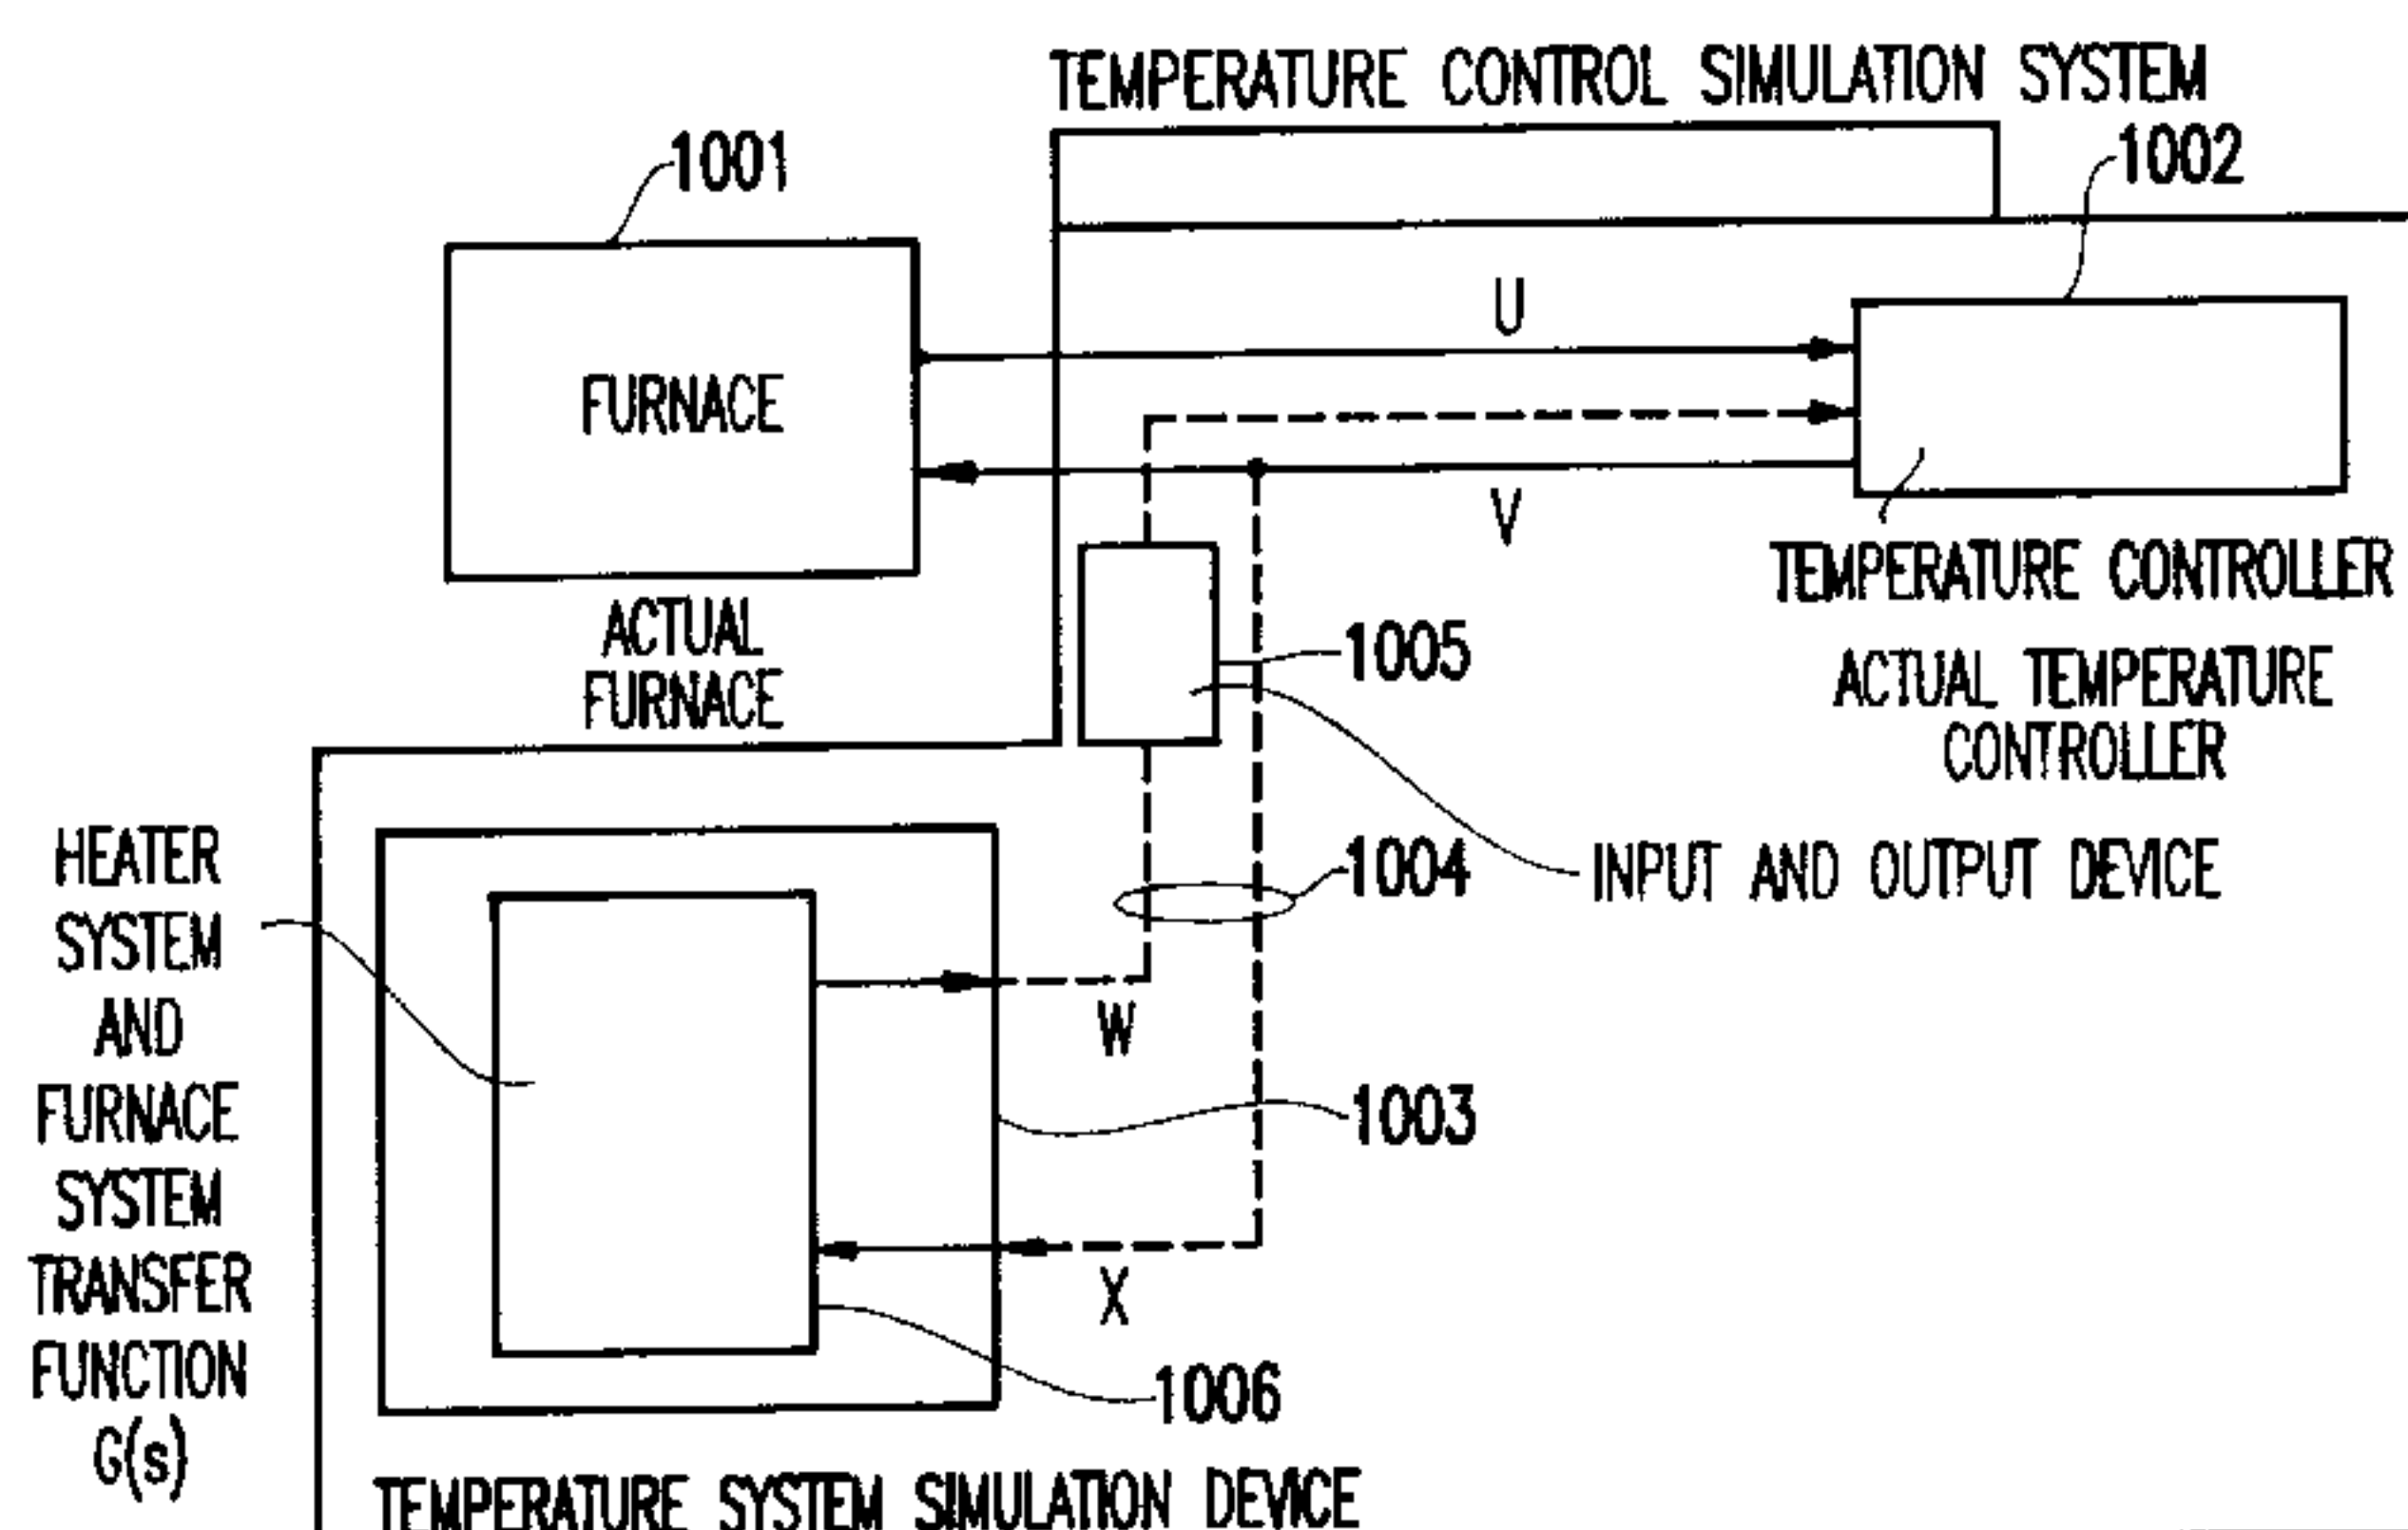 TEMPERATURE CONTROL SIMULATION SYSTEM
1001
1002
U
FURNACE
V
TEMPERATURE CONTROLLER
ACTUAL
FURNACE
1005
ACTUAL TEMPERATURE
CONTROLLER
HEATER
SYSTEM
AND
FURNACE
SYSTEM
TRANSFER
FUNCTION
G(s)
1004
INPUT AND OUTPUT DEVICE
W
1003
X
1006
TEMPERATURE SYSTEM SIMULATION DEVICE